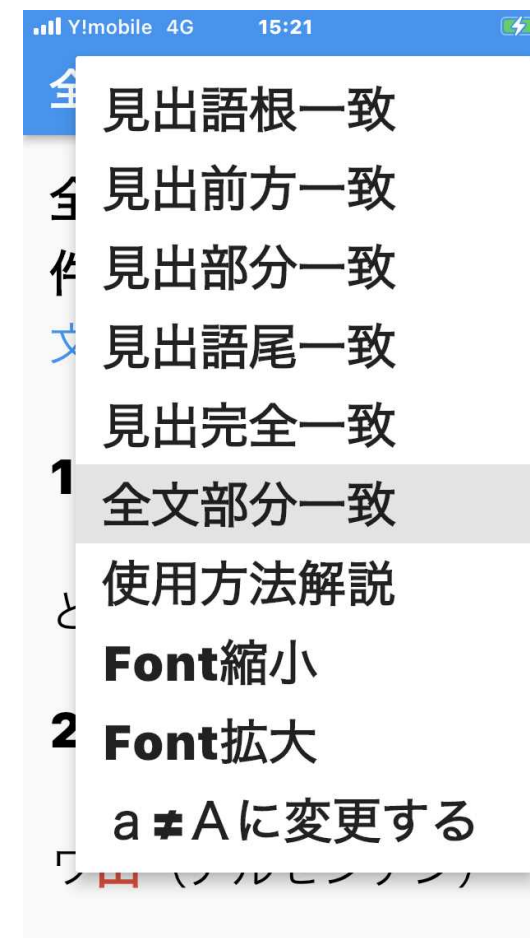 Y!mobile 4G 15:21
見出語根一致
見出前方一致
見出部分一致
見出語尾一致
見出完全一致
全文部分一致
使用方法解説
Font縮小
Font拡大
a≠Aに変更する
1
2